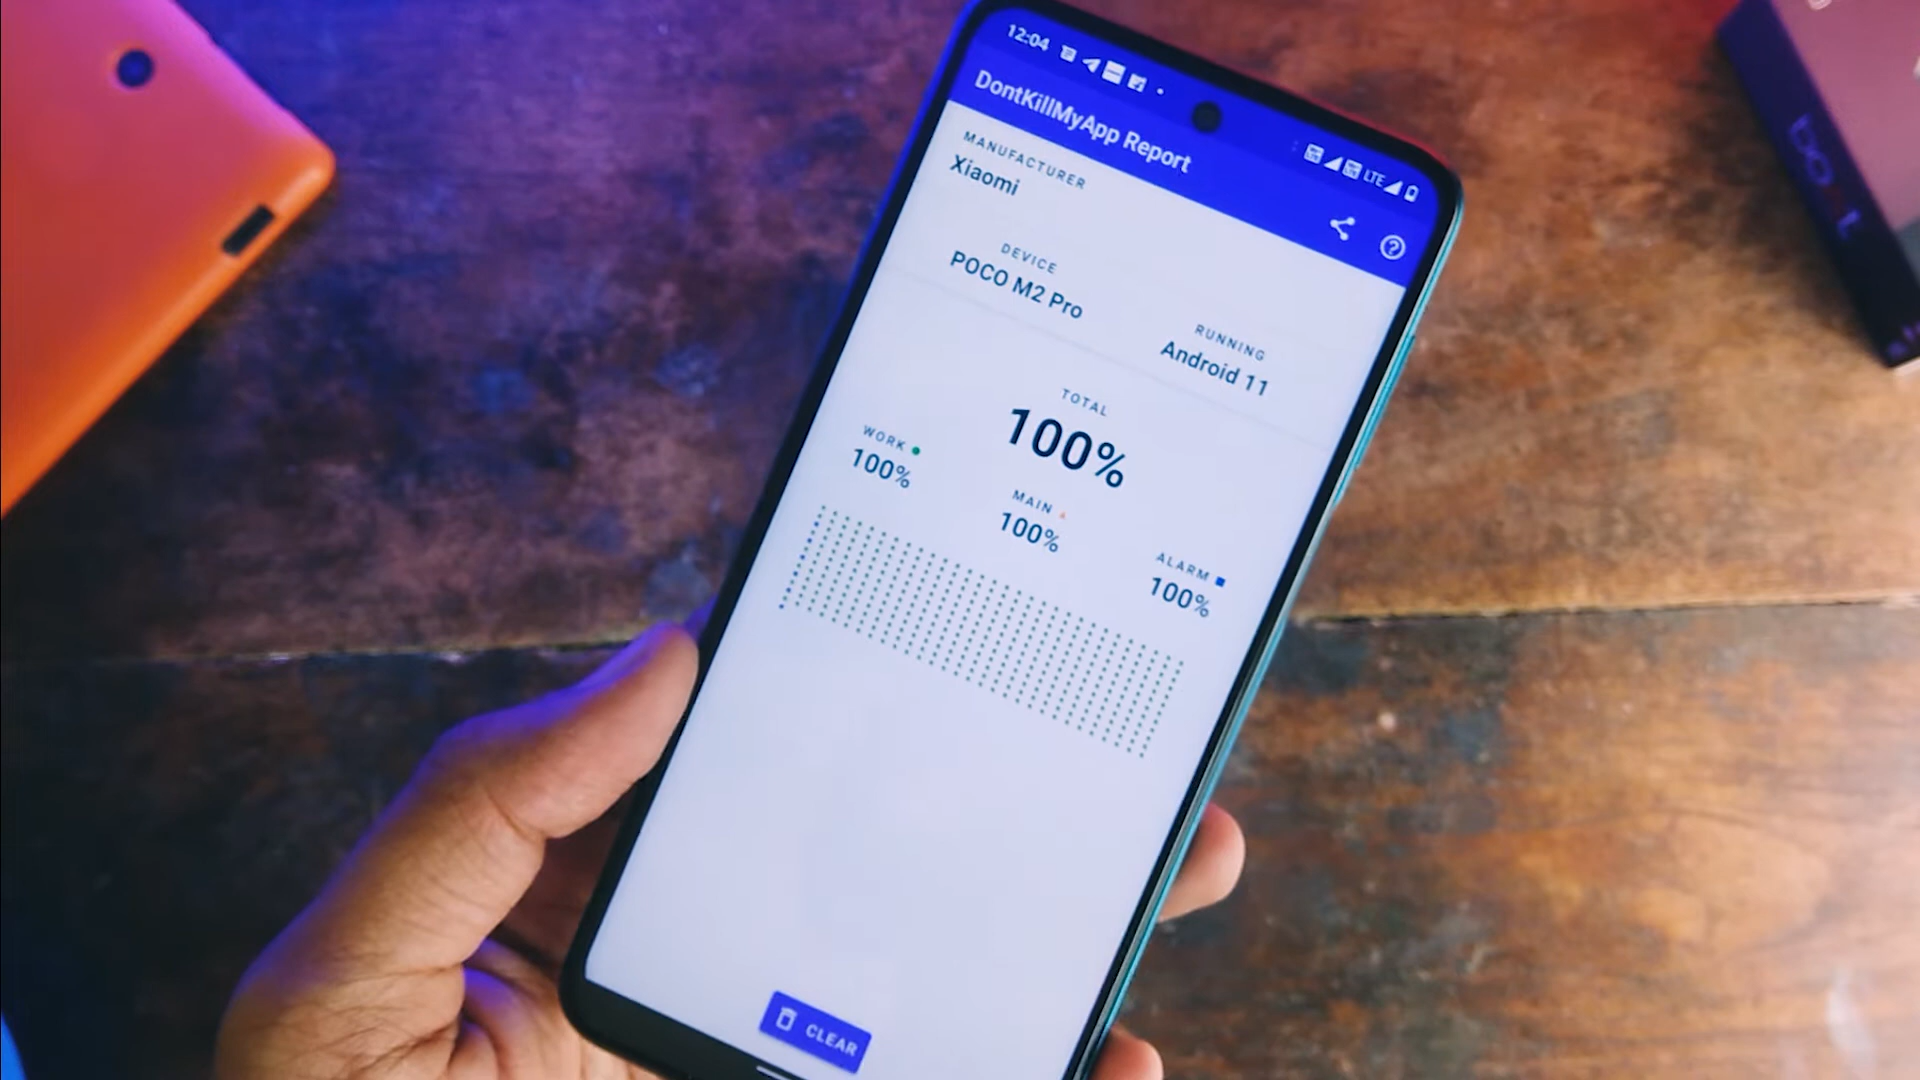 12:04
LTE
DontKillMyApp Report
MANUFACTURER
Xiaomi
DEVICE
POCO M2 Pro
RUNNING
Android 11
TOTAL
100%
WORK
100%
MAIN
100%
ALARM
100%
CLEAR